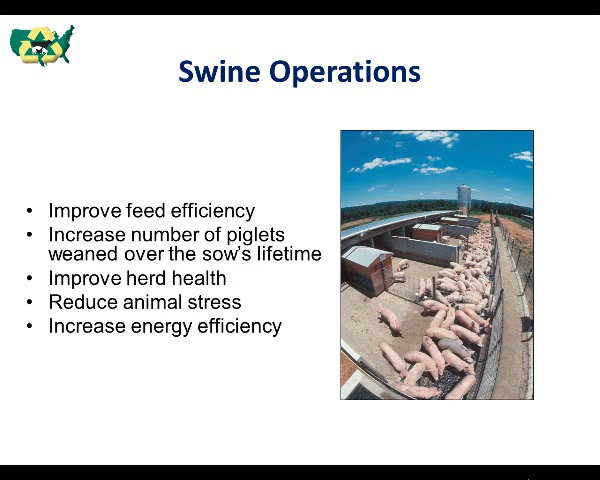 Swine Operations
• Improve feed efficiency
• Increase number of piglets
weaned over the sow's lifetime
• Improve herd health
• Reduce animal stress
• Increase energy efficiency